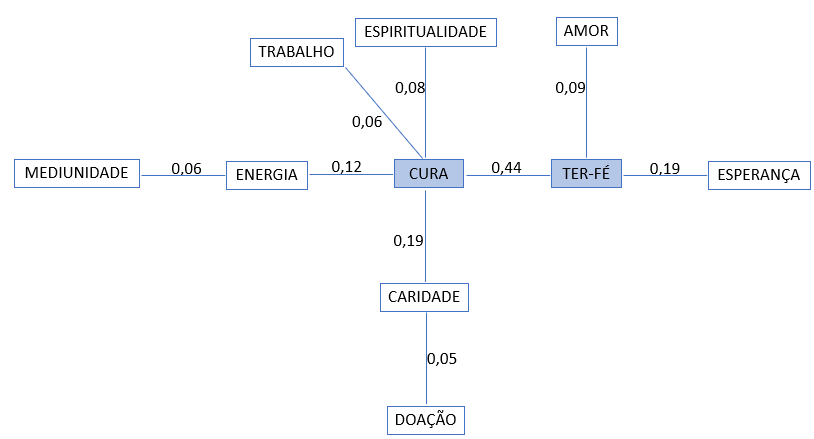 ESPIRITUALIDADE
AMOR
TRABALHO
0,08
0,09
0,06
MEDIUNIDADE
0,06
ENERGIA
0,12
CURA
0,44
TER-FÉ
0,19
ESPERANÇA
0,19
CARIDADE
0,05
DOAÇÃO